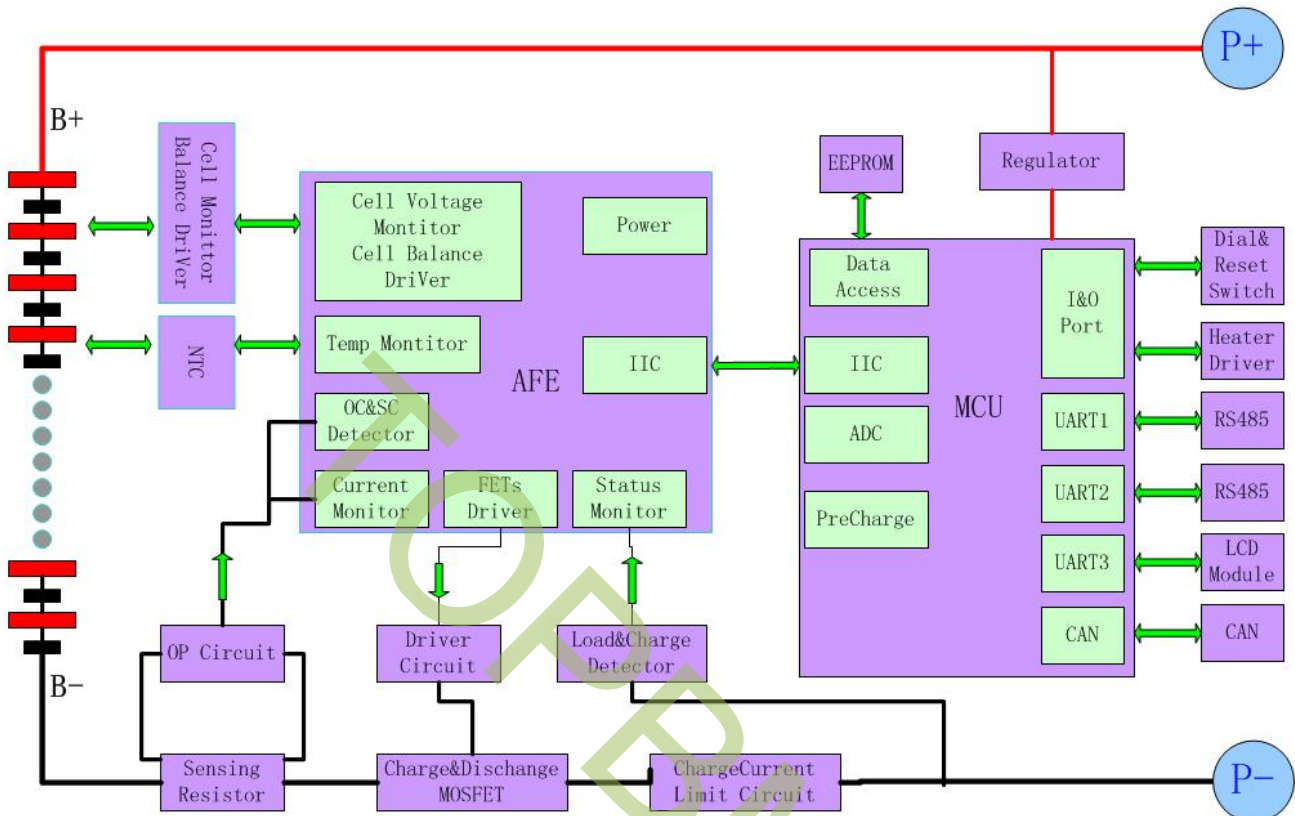 P+
B+
Cell Monittor
Balance DriVer
Cell Voltage
Montitor
Cell Balance
DriVer
Power
EEPROM
Regulator
Data
Access
I&O
Port
Dial&
Reset
Switch
Heater
Driver
NTC
Temp Montitor
AFE
IIC
IIC
MCU
OC&SC
Detector
ADC
UART1
RS485
Current
Monitor
FETs
Driver
Status
Monitor
PreCharge
UART2
RS485
UART3
LCD
Module
CAN
CAN
OP Circuit
Driver
Circuit
Load&Charge
Detector
B-
Sensing
Resistor
Charge&Dischange
MOSFET
ChargeCurrent
Limit Circuit
P-